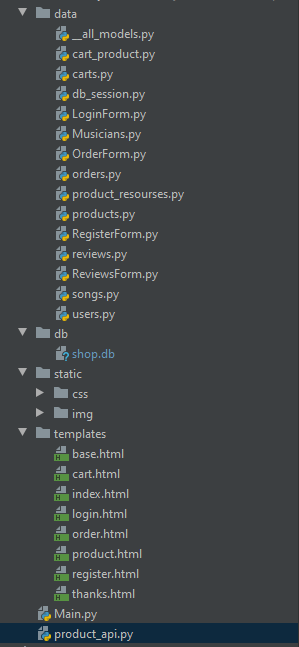 data
__all_models.py
cart_product.py
carts.py
db_session.py
LoginForm.py
Musicians.py
OrderForm.py
orders.py
product_resourses.py
products.py
RegisterForm.py
reviews.py
ReviewsForm.py
songs.py
users.py
db
shop.db
static
css
img
templates
base.html
cart.html
index.html
login.html
order.html
product.html
register.html
thanks.html
Main.py
product_api.py